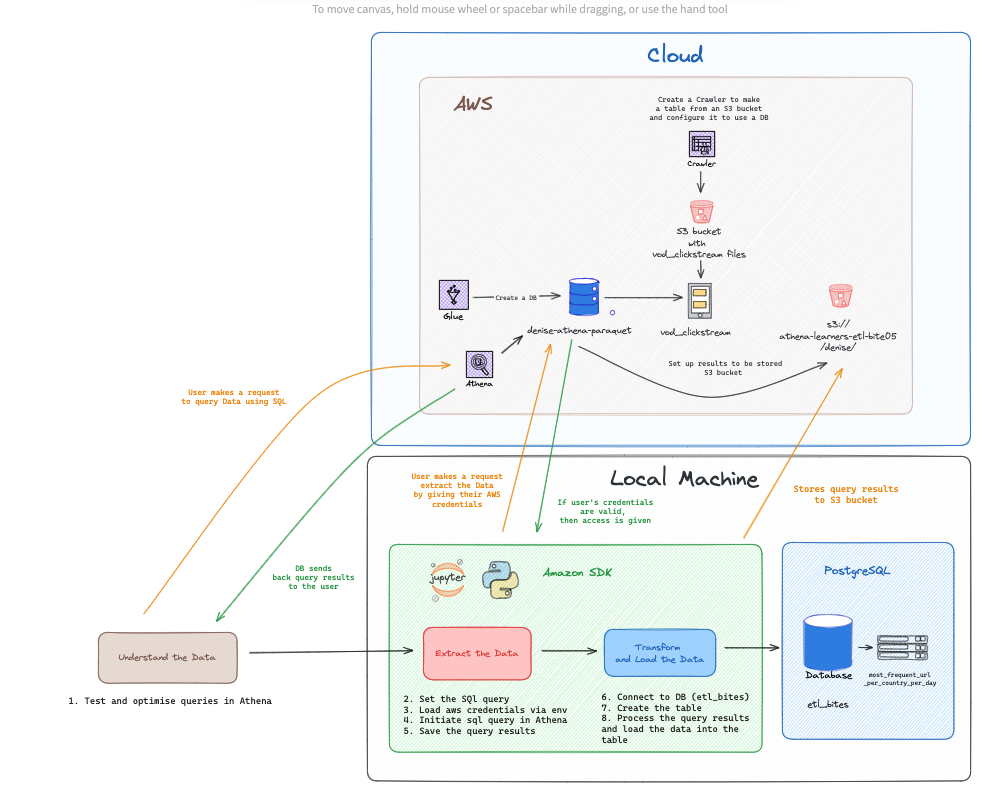 To move canvas, hold mouse wheel or spacebar while dragging, or use the hand tool
Cloud
AWS
Create a Crawler to make
a table from an S3 bucket
and configure it to use a DB
Crawler
S3 bucket
with
vod_clickstream files
Glue
Create a DB
denise-athena-paraquet
vod_clickstream
s3://
athena-learners-etl-bite05
/denise/
Athena
Set up results to be stored
S3 bucket
User makes a request
to query Data using SQL
Local Machine
User makes a request
extract the Data
by giving their AWS
credentials
If user's credentials
are valid,
then access is given
Stores query results
to S3 bucket
DB sends
back query results
to the user
jupyter
Amazon SDK
PostgreSQL
Understand the Data
Extract the Data
Transform
and Load the Data
Database
most_frequent_url
_per_country_per_day
etl_bites
1. Test and optimise queries in Athena
2. Set the SQl query
3. Load aws credentials via env
4. Initiate sql query in Athena
5. Save the query results
6. Connect to DB (etl_bites)
7. Create the table
8. Process the query results
and load the data into the
table